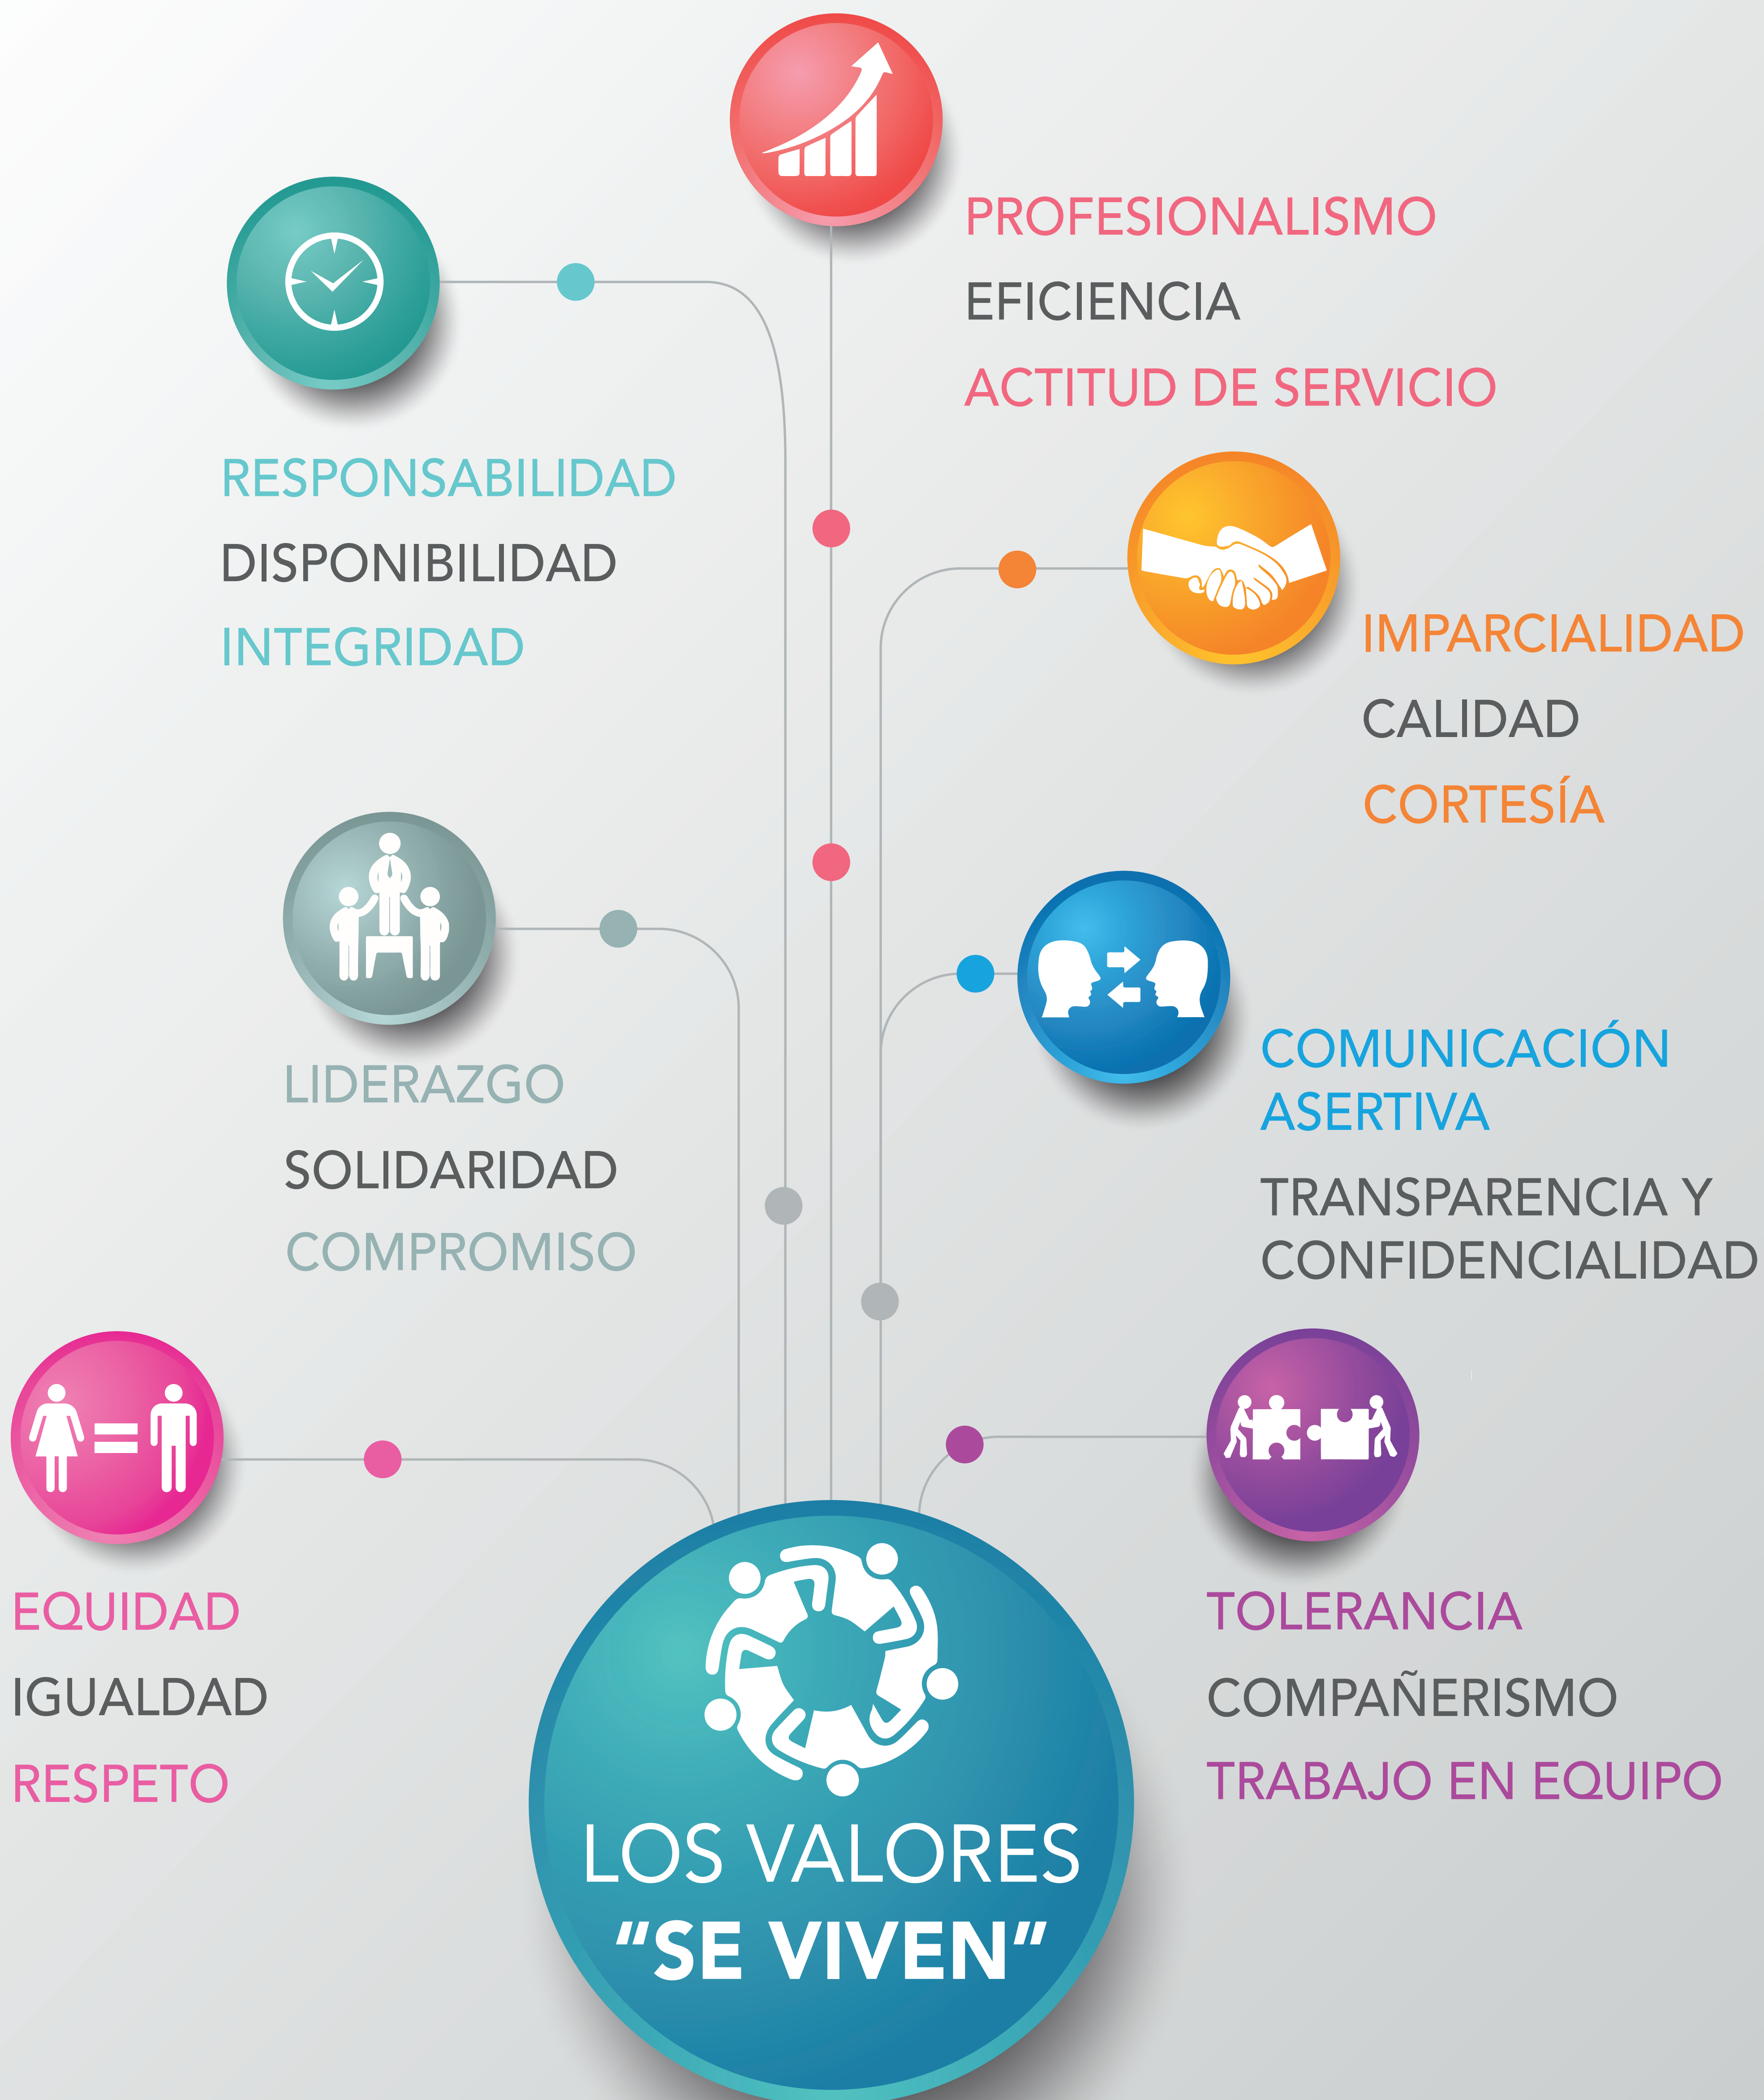 PROFESIONALISMO
EFICIENCIA
ACTITUD DE SERVICIO
RESPONSABILIDAD
DISPONIBILIDAD
INTEGRIDAD
IMPARCIALIDAD
CALIDAD
CORTESÍA
LIDERAZGO
SOLIDARIDAD
COMPROMISO
COMUNICACIÓN
ASERTIVA
TRANSPARENCIA Y
CONFIDENCIALIDAD
EQUIDAD
IGUALDAD
RESPETO
TOLERANCIA
COMPAÑERISMO
TRABAJO EN EQUIPO
LOS VALORES
“SE VIVEN”